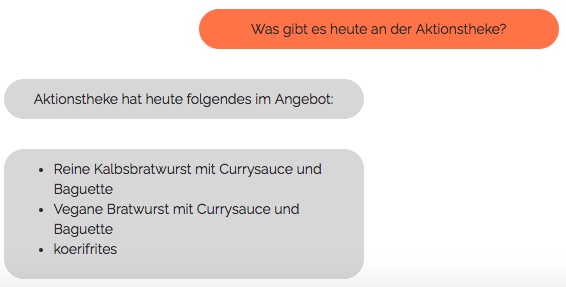 Was gibt es heute an der Aktionstheke?
Aktionstheke hat heute folgendes im Angebot:
• Reine Kalbsbratwurst mit Currysauce und
Baguette
• Vegane Bratwurst mit Currysauce und
Baguette
• koerifrites